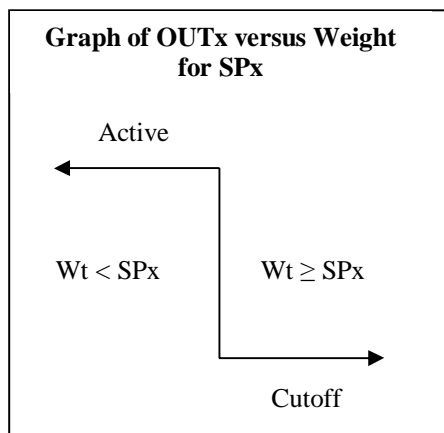 Graph of OUTx versus Weight
for SPx
Active
Wt < SPx
Wt ≥ SPx
Cutoff